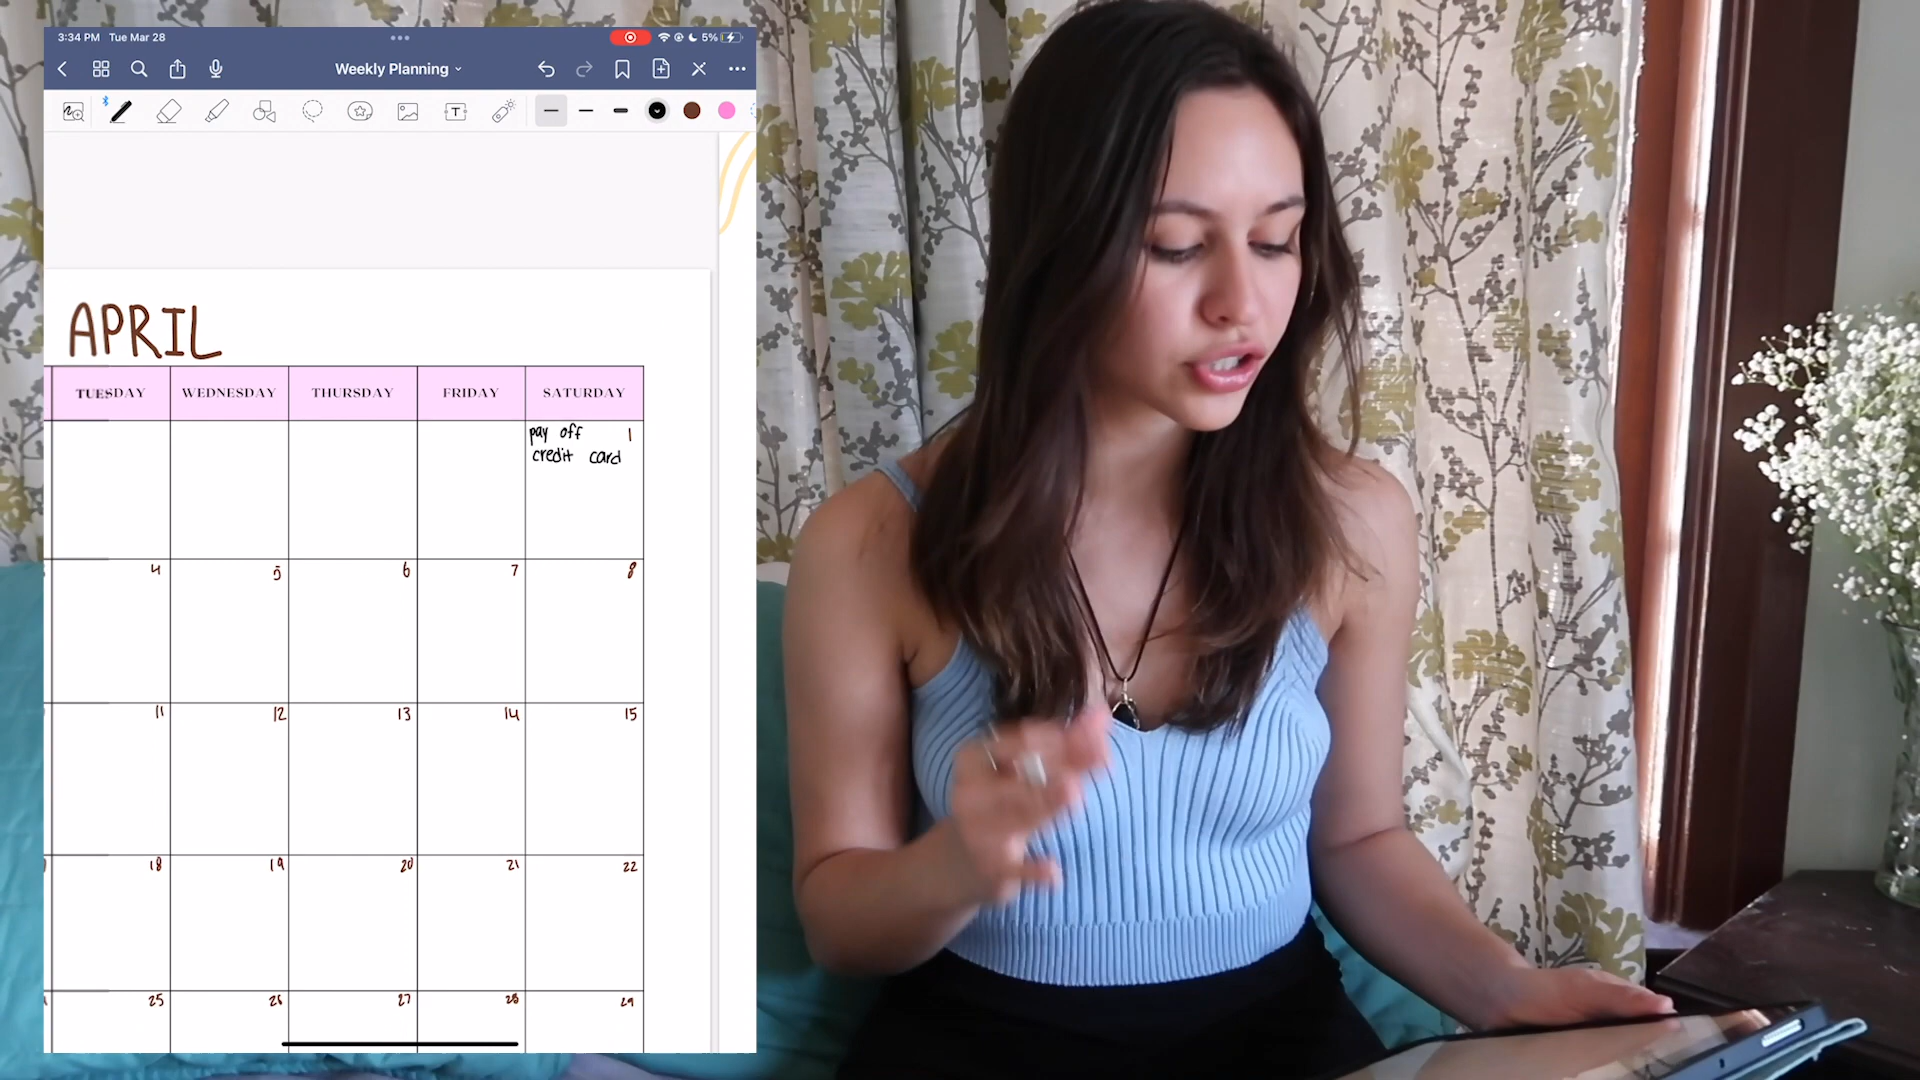 3:34 PM Tue Mar 28
5%
Weekly Planning
T
APRIL
TUESDAY WEDNESDAY THURSDAY FRIDAY SATURDAY
pay off 1
credit card
4 5 6 7 8
11 12 13 14 15
18 19 20 21 22
25 26 27 28 29